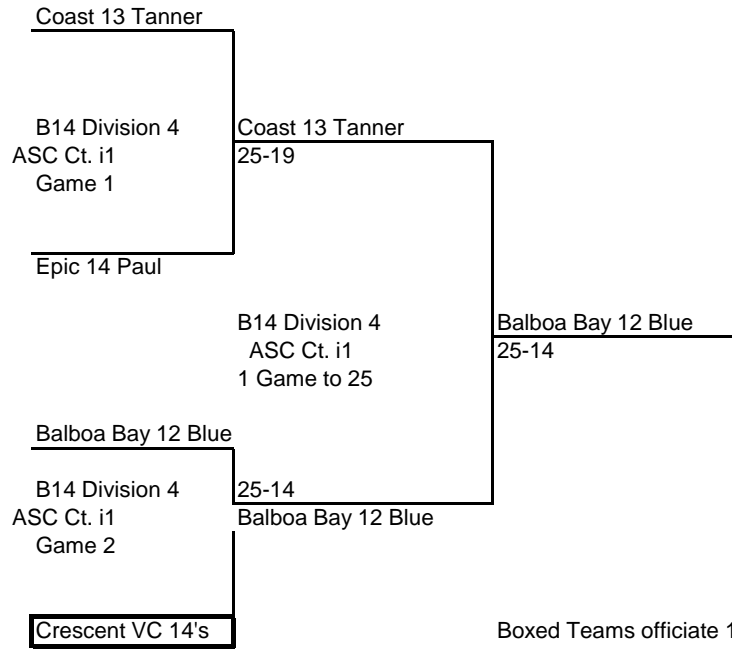 Coast 13 Tanner
B14 Division 4
Coast 13 Tanner
ASC Ct. i1
25-19
Game 1
Epic 14 Paul
B14 Division 4
Balboa Bay 12 Blue
ASC Ct. i1
25-14
1 Game to 25
Balboa Bay 12 Blue
B14 Division 4
25-14
ASC Ct. i1
Balboa Bay 12 Blue
Game 2
Crescent VC 14's
Boxed Teams officiate 1